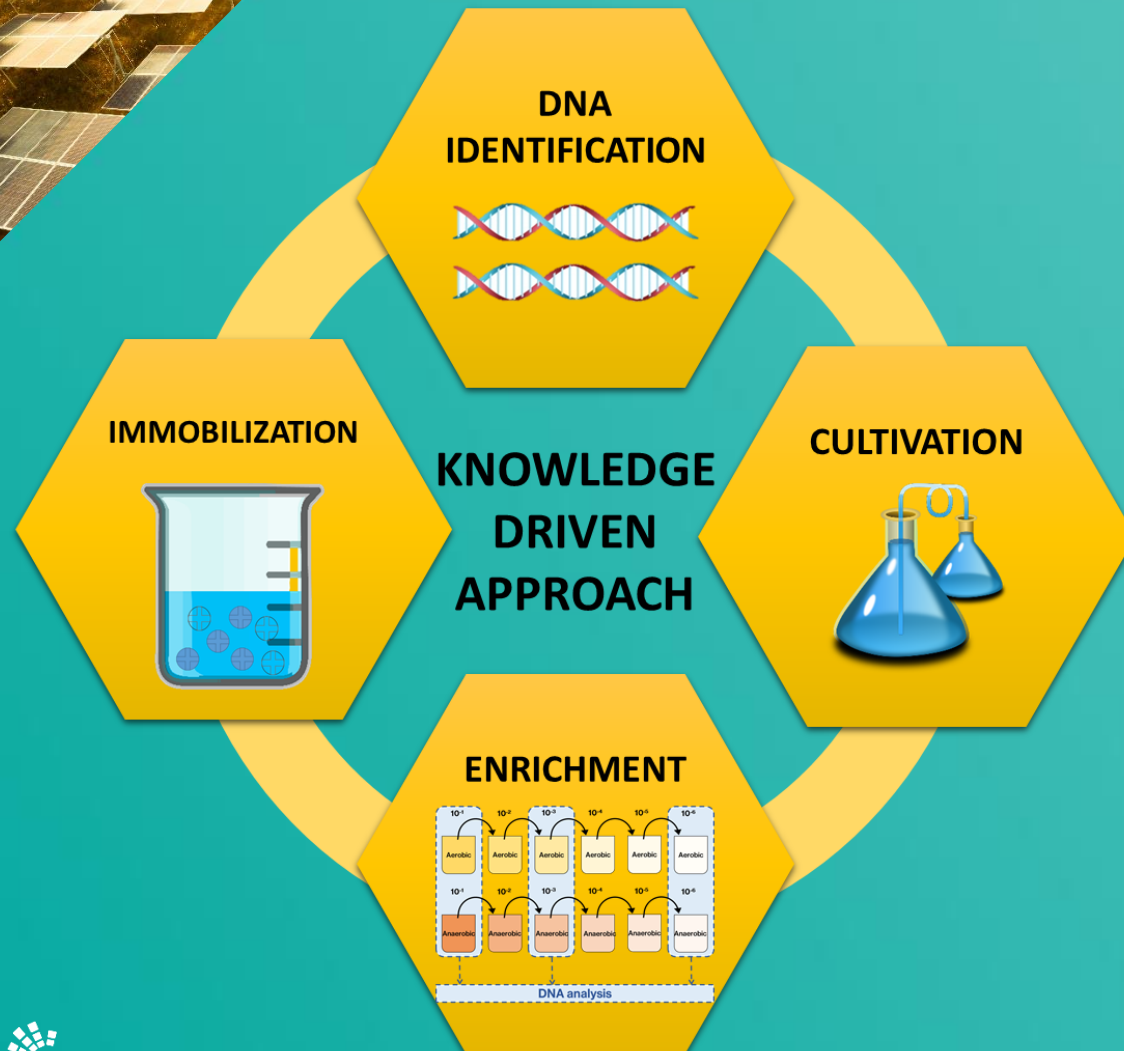 DNA
IDENTIFICATION
IMMOBILIZATION
KNOWLEDGE
DRIVEN
APPROACH
CULTIVATION
ENRICHMENT
10⁻¹ 10⁻² 10⁻³ 10⁻⁴ 10⁻⁵ 10⁻⁶
Aerobic Aerobic Aerobic Aerobic Aerobic Aerobic
10⁻¹ 10⁻² 10⁻³ 10⁻⁴ 10⁻⁵ 10⁻⁶
Anaerobic Anaerobic Anaerobic Anaerobic Anaerobic Anaerobic
DNA analysis